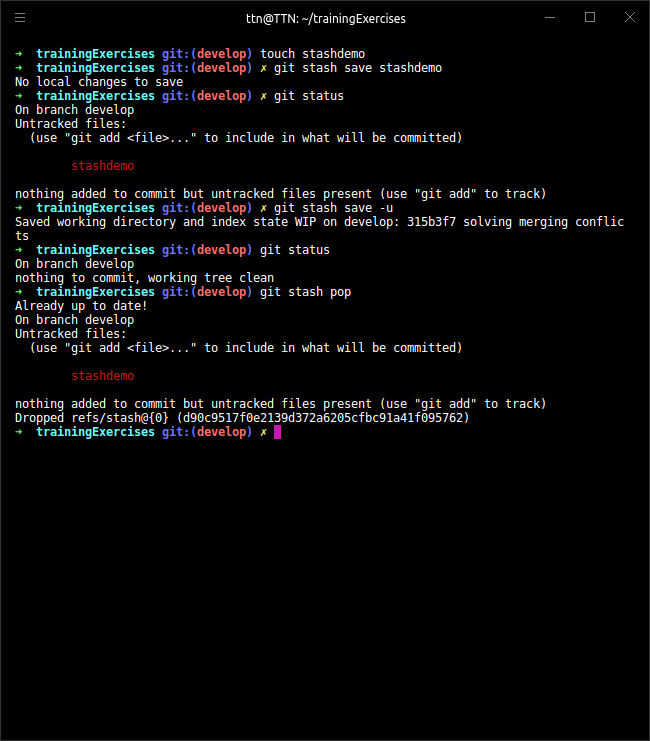 ttn@TTN: ~/trainingExercises
➜  trainingExercises git:(develop) touch stashdemo
➜  trainingExercises git:(develop) ✗ git stash save stashdemo
No local changes to save
➜  trainingExercises git:(develop) ✗ git status
On branch develop
Untracked files:
  (use "git add <file>..." to include in what will be committed)
        stashdemo
nothing added to commit but untracked files present (use "git add" to track)
➜  trainingExercises git:(develop) ✗ git stash save -u
Saved working directory and index state WIP on develop: 315b3f7 solving merging conflic
ts
➜  trainingExercises git:(develop) git status
On branch develop
nothing to commit, working tree clean
➜  trainingExercises git:(develop) git stash pop
Already up to date!
On branch develop
Untracked files:
  (use "git add <file>..." to include in what will be committed)
        stashdemo
nothing added to commit but untracked files present (use "git add" to track)
Dropped refs/stash@{0} (d90c9517f0e2139d372a6205cfbc91a41f095762)
➜  trainingExercises git:(develop) ✗